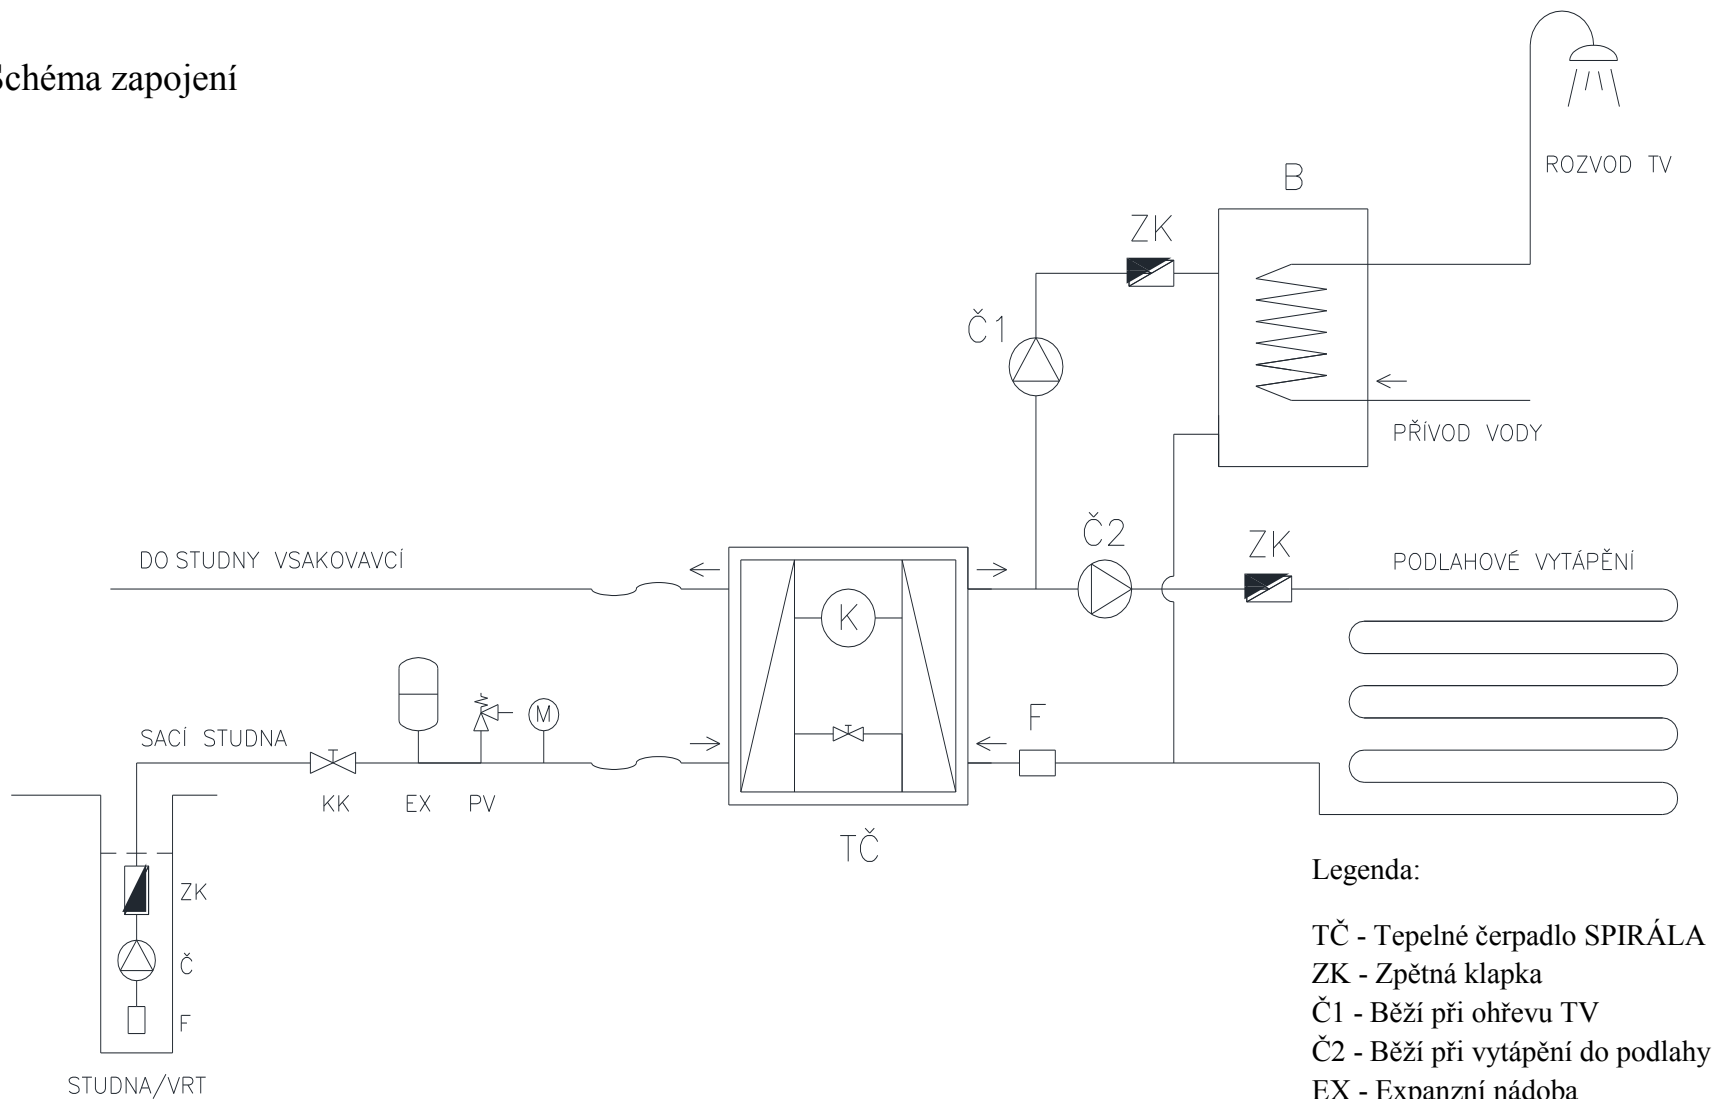 Schéma zapojení
ROZVOD TV
B
ZK
Č1
PŘÍVOD VODY
Č2
ZK
PODLAHOVÉ VYTÁPĚNÍ
DO STUDNY VSAKOVAVCÍ
K
SACÍ STUDNA
M
F
KK
EX
PV
TČ
ZK
Č
F
STUDNA/VRT
Legenda:
TČ - Tepelné čerpadlo SPIRÁLA
ZK - Zpětná klapka
Č1 - Běží při ohřevu TV
Č2 - Běží při vytápění do podlahy
EX - Expanzní nádoba